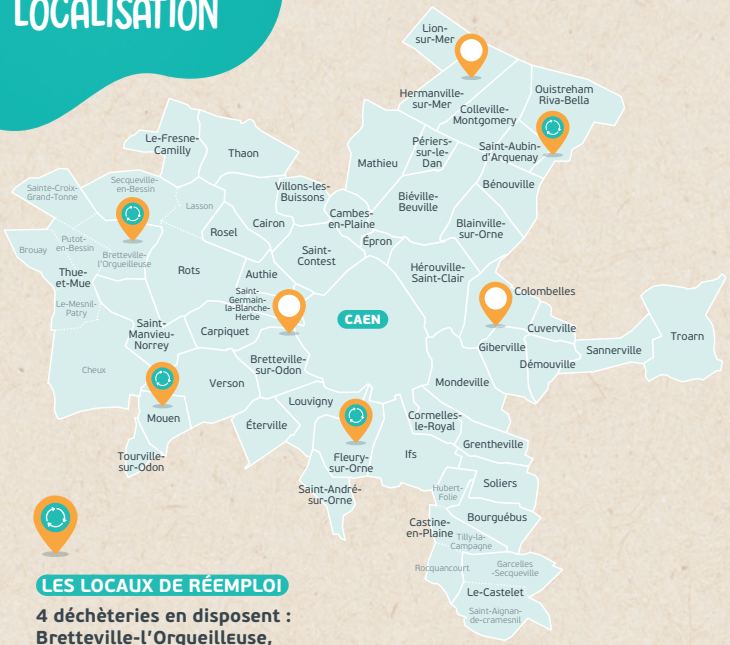 LOCALISATION
Lion-
sur-Mer
Hermanville-
sur-Mer
Colleville-
Montgomery
Ouistreham
Riva-Bella
Le-Fresne-
Camilly
Thaon
Mathieu
Périers-
sur-le-
Dan
Saint-Aubin-
d'Arquenay
Bénouville
Sainte-Croix-
Grand-Tonne
Secqueville-
en-Bessin
Lasson
Villons-les-
Buissons
Cambes-
en-Plaine
Biéville-
Beuville
Blainville-
sur-Orne
Rosel
Cairon
Épron
Brouay
Putot-
en-Bessin
Bretteville-
l'Orgueilleuse
Saint-
Contest
Thue-
et-Mue
Rots
Authie
Hérouville-
Saint-Clair
Le-Mesnil-
Patry
Saint-
Germain-
la-Blanche-
Herbe
Colombelles
CAEN
Saint-
Manvieu-
Norrey
Carpiquet
Cuverville
Troarn
Giberville
Sannerville
Démouville
Cheux
Bretteville-
sur-Odon
Verson
Mondeville
Louvigny
Mouen
Éterville
Cormelles-
le-Royal
Grentheville
Tourville-
sur-Odon
Fleury-
sur-Orne
Ifs
Saint-André-
sur-Orne
Hubert-
Folie
Soliers
Castine-
en-Plaine
Bourguébus
Tilly-la-
Campagne
Rocquancourt
Garcelles
-Secqueville
Le-Castelet
Saint-Aignan-
de-cramesnil
LES LOCAUX DE RÉEMPLOI
4 déchèteries en disposent :
Bretteville-l'Orgueilleuse,